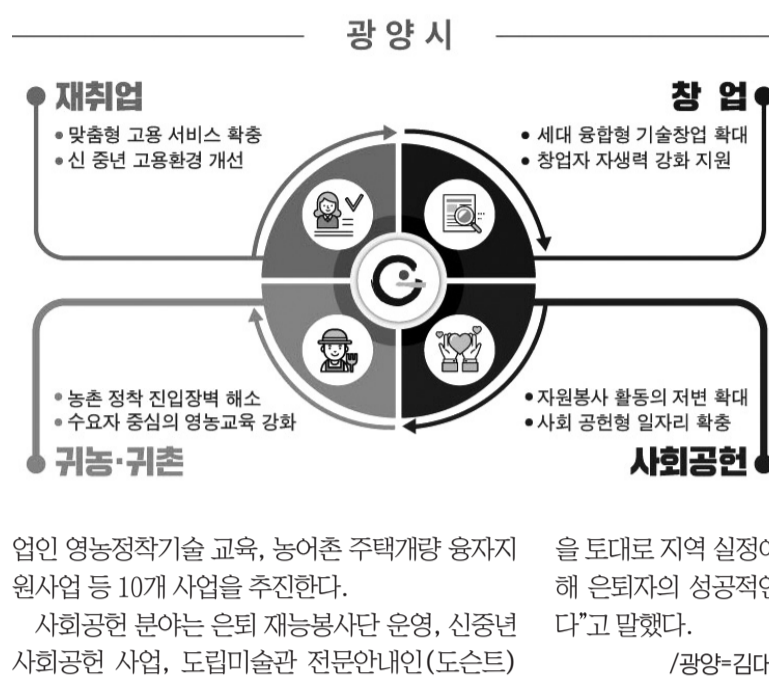 광양시
재취업
• 맞춤형 고용 서비스 확충
• 신 중년 고용환경 개선
창 업
• 세대 융합형 기술창업 확대
• 창업자 자생력 강화 지원
• 농촌 정착 진입장벽 해소
• 수요자 중심의 영농교육 강화
귀농·귀촌
• 자원봉사 활동의 저변 확대
• 사회 공헌형 일자리 확충
사회공헌
업인 영농정착기술 교육, 농어촌 주택개량 융자지
원사업 등 10개 사업을 추진한다.
사회공헌 분야는 은퇴 재능봉사단 운영, 신중년
사회공헌 사업, 도립미술관 전문안내인(도슨트)
을 토대로 지역 실정에
해 은퇴자의 성공적인
다”고 말했다.
/광양=김대